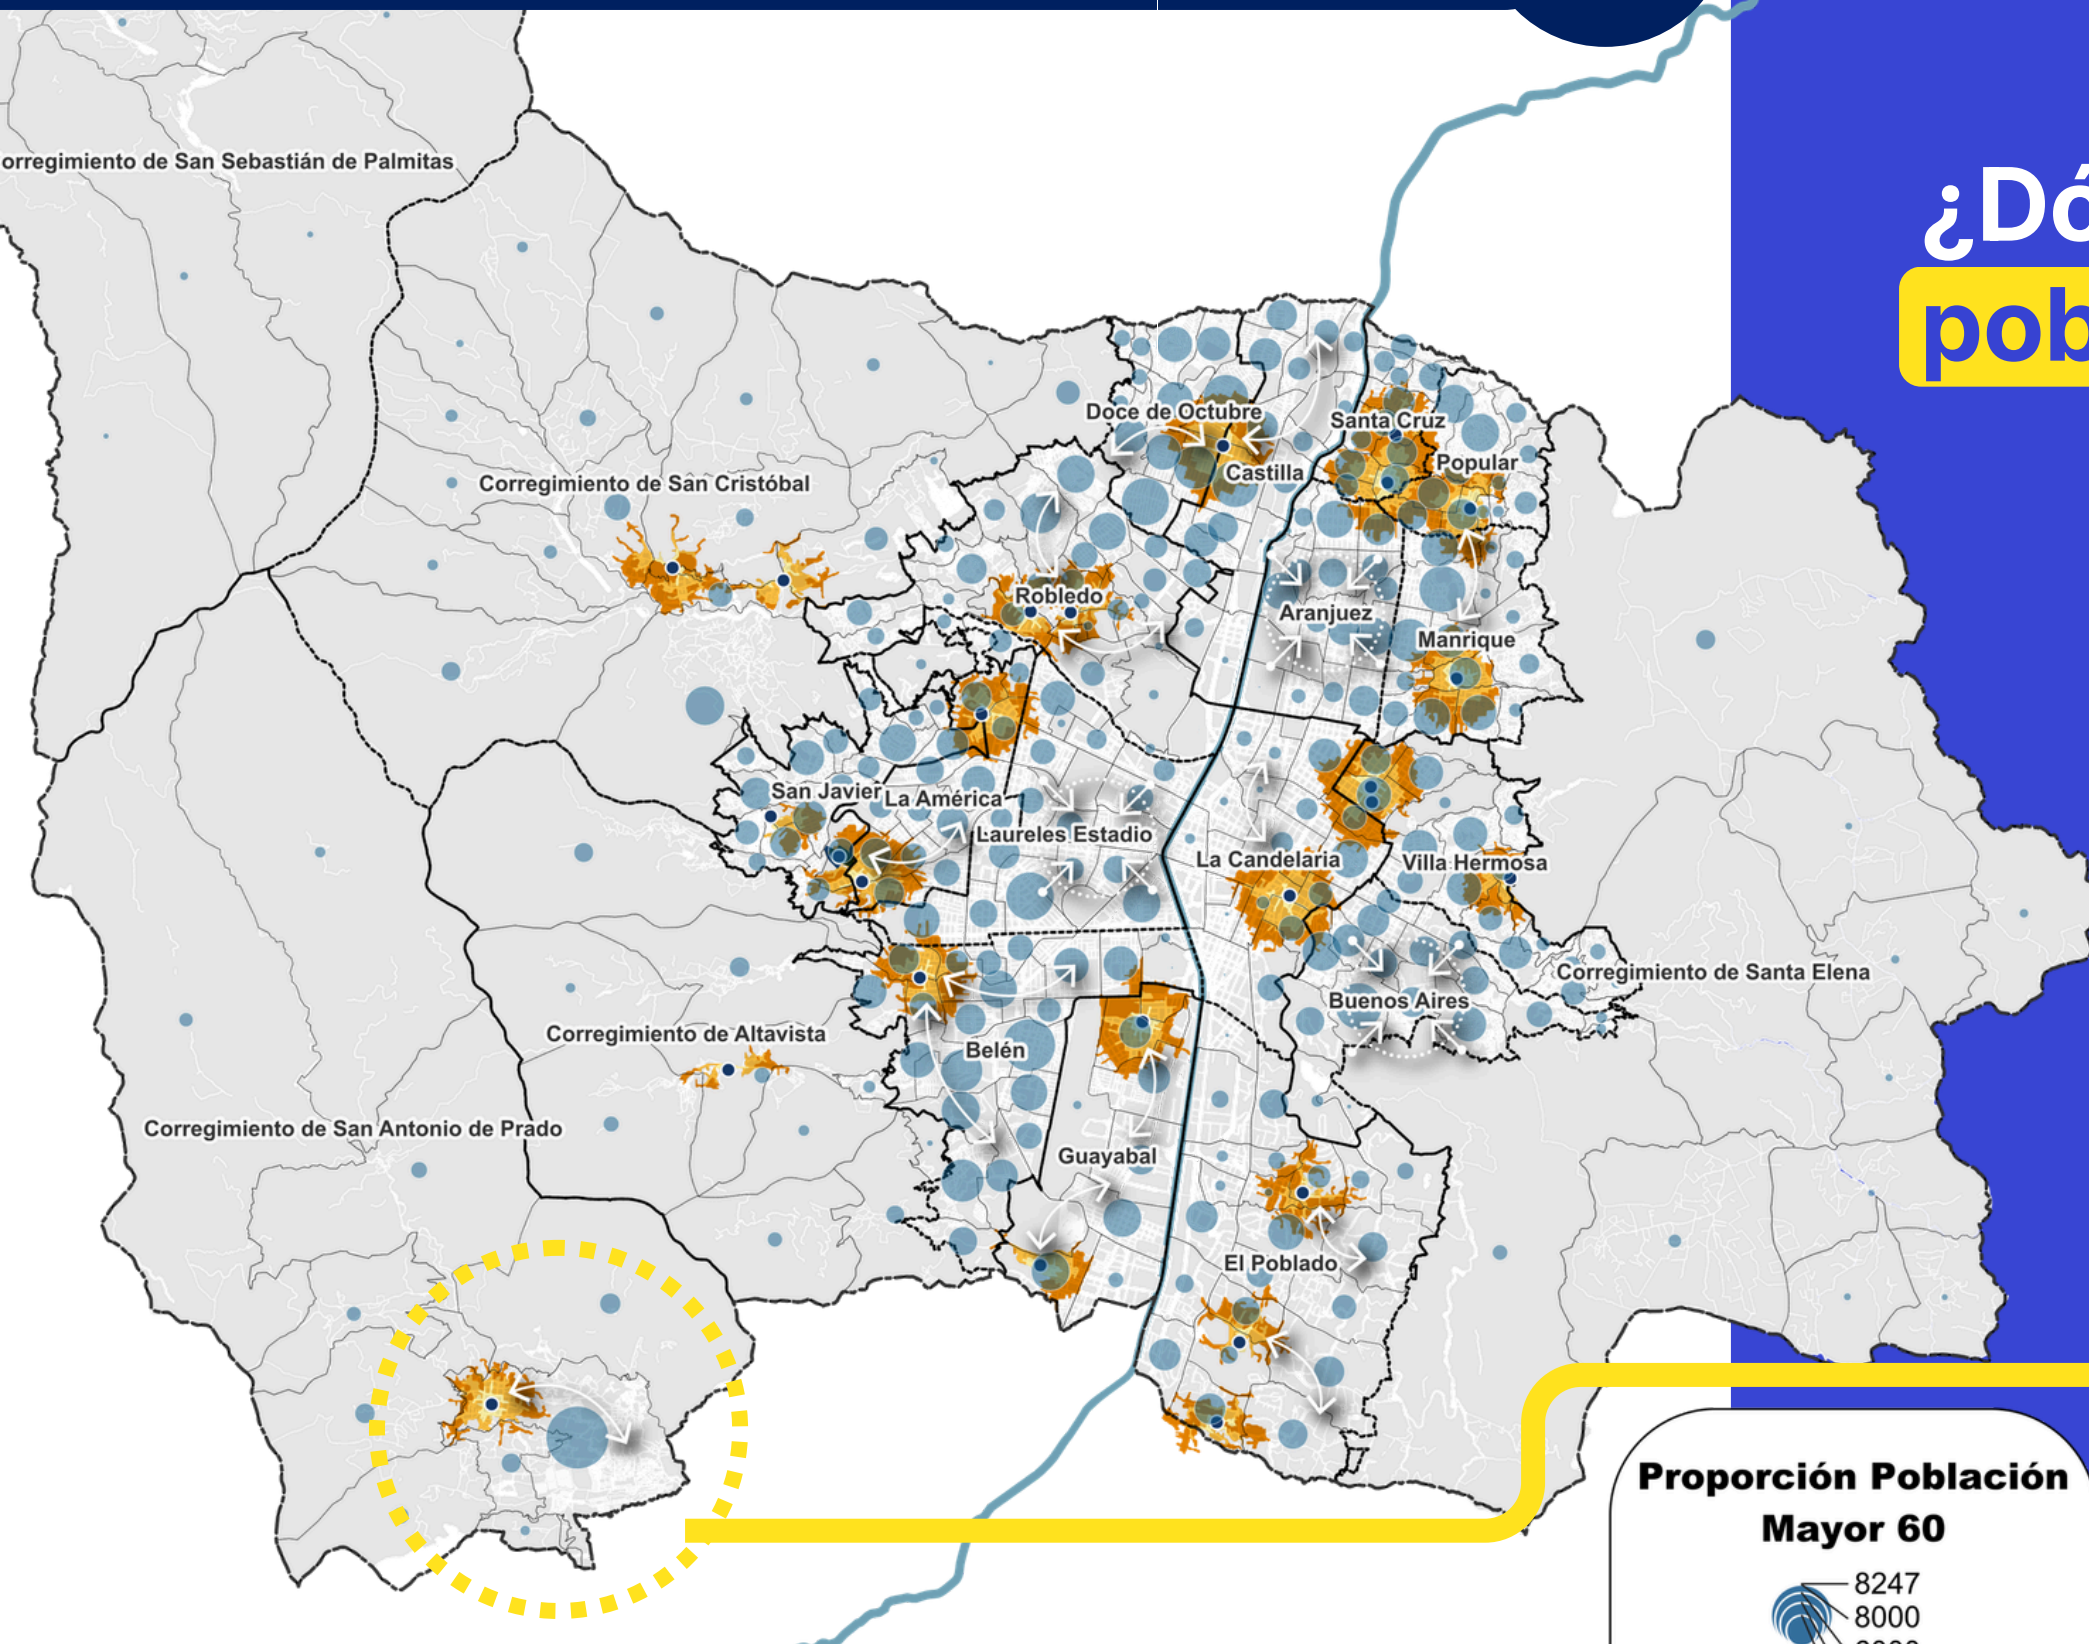 ¿Dó
pob
orregimiento de San Sebastián de Palmitas
Doce de Octubre
Santa Cruz
Popular
Castilla
Corregimiento de San Cristóbal
Robledo
Aranjuez
Manrique
San Javier
La América
Laureles Estadio
La Candelaria
Villa Hermosa
Corregimiento de Santa Elena
Buenos Aires
Corregimiento de Altavista
Belén
Corregimiento de San Antonio de Prado
Guayabal
El Poblado
Proporción Población
Mayor 60
8247
8000